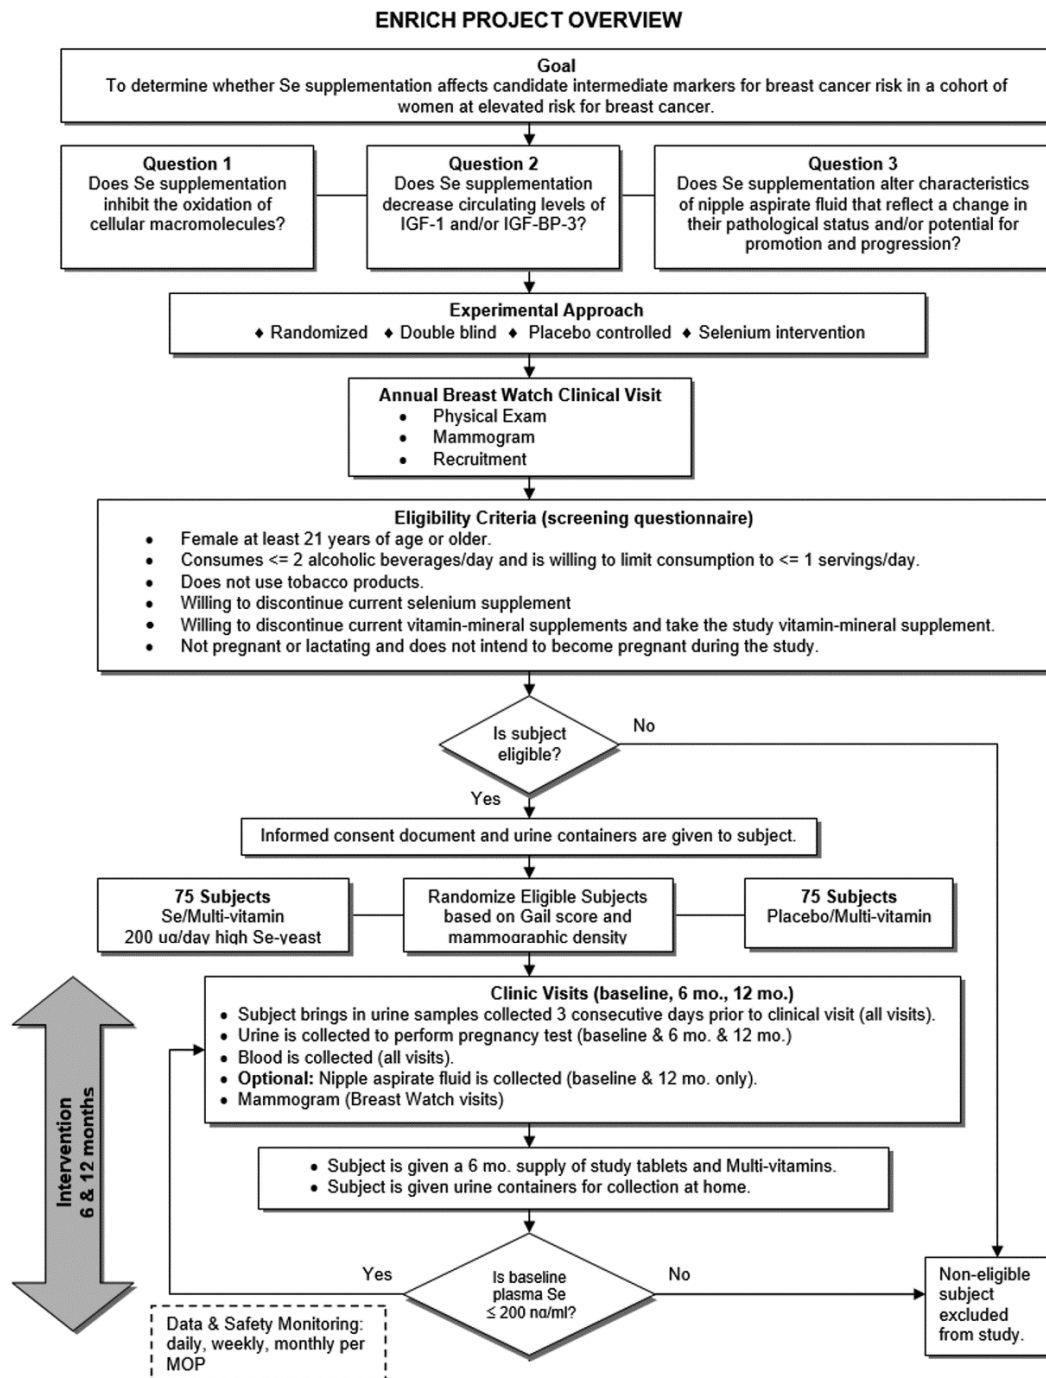 ENRICH PROJECT OVERVIEW
Goal
To determine whether Se supplementation affects candidate intermediate markers for breast cancer risk in a cohort of
women at elevated risk for breast cancer.
Question 1
Does Se supplementation
inhibit the oxidation of
cellular macromolecules?
Question 2
Does Se supplementation
decrease circulating levels of
IGF-1 and/or IGF-BP-3?
Question 3
Does Se supplementation alter characteristics
of nipple aspirate fluid that reflect a change in
their pathological status and/or potential for
promotion and progression?
Experimental Approach
♦ Randomized ♦ Double blind ♦ Placebo controlled ♦ Selenium intervention
Annual Breast Watch Clinical Visit
• Physical Exam
• Mammogram
• Recruitment
Eligibility Criteria (screening questionnaire)
• Female at least 21 years of age or older.
• Consumes <= 2 alcoholic beverages/day and is willing to limit consumption to <= 1 servings/day.
• Does not use tobacco products.
• Willing to discontinue current selenium supplement
• Willing to discontinue current vitamin-mineral supplements and take the study vitamin-mineral supplement.
• Not pregnant or lactating and does not intend to become pregnant during the study.
Is subject
eligible?
No
Yes
Informed consent document and urine containers are given to subject.
75 Subjects
Se/Multi-vitamin
200 ug/day high Se-yeast
Randomize Eligible Subjects
based on Gail score and
mammographic density
75 Subjects
Placebo/Multi-vitamin
Intervention
6 & 12 months
Clinic Visits (baseline, 6 mo., 12 mo.)
• Subject brings in urine samples collected 3 consecutive days prior to clinical visit (all visits).
• Urine is collected to perform pregnancy test (baseline & 6 mo. & 12 mo.)
• Blood is collected (all visits).
• Optional: Nipple aspirate fluid is collected (baseline & 12 mo. only).
• Mammogram (Breast Watch visits)
• Subject is given a 6 mo. supply of study tablets and Multi-vitamins.
• Subject is given urine containers for collection at home.
Yes
Is baseline
plasma Se
≤ 200 ng/ml?
No
Non-eligible
subject
excluded
from study.
Data & Safety Monitoring:
daily, weekly, monthly per
MOP